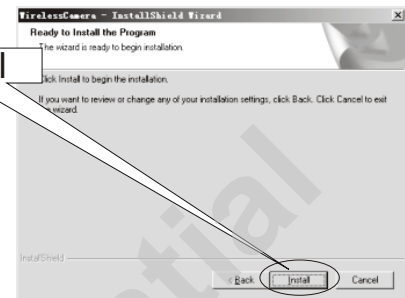 WirelessCamera - InstallShield Wizard
Ready to Install the Program
The wizard is ready to begin installation.
Click Install to begin the installation.
If you want to review or change any of your installation settings, click Back. Click Cancel to exit
wizard.
InstallShield
< Back Install Cancel